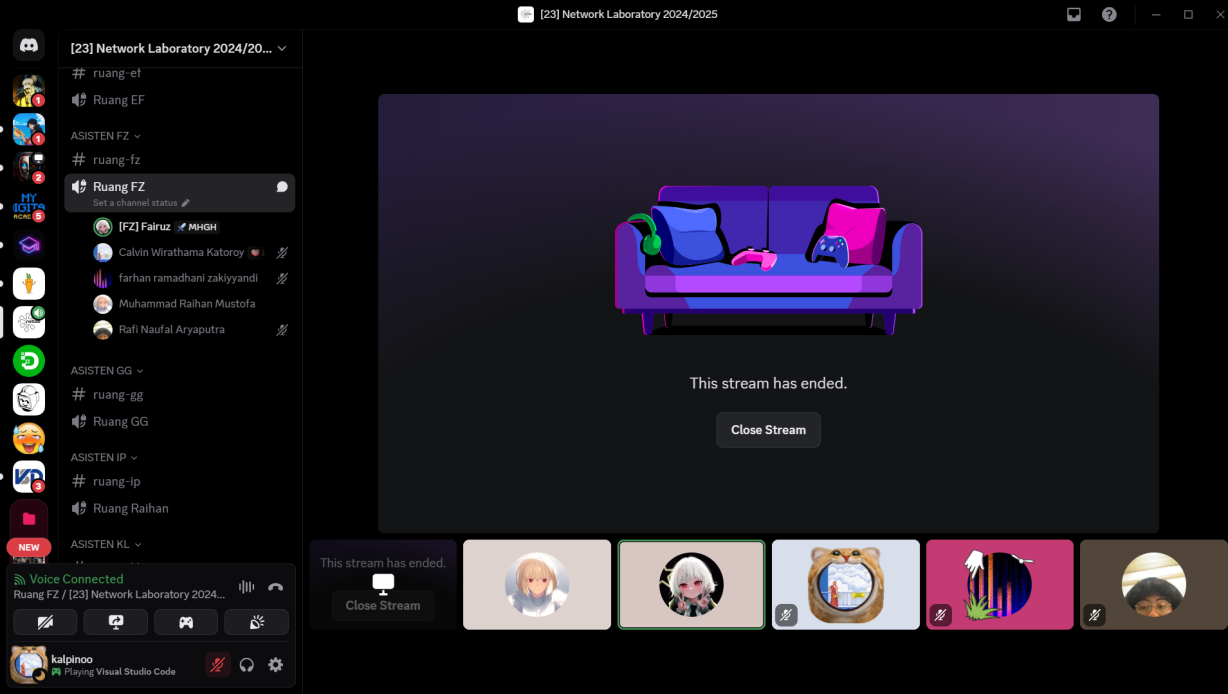 [23] Network Laboratory 2024/2025
[23] Network Laboratory 2024/20...
ruang-ef
Ruang EF
ASISTEN FZ
ruang-fz
Ruang FZ
Set a channel status
[FZ] Fairuz MHGH
Calvin Wirathama Katoroy
farhan ramadhani zakiyyandi
Muhammad Raihan Mustofa
Rafi Naufal Aryaputra
ASISTEN GG
ruang-gg
Ruang GG
ASISTEN IP
ruang-ip
Ruang Raihan
ASISTEN KL
1
1
2
MY
5
3
NEW
Voice Connected
Ruang FZ / [23] Network Laboratory 2024...
kalpinoo
Playing Visual Studio Code
This stream has ended.
Close Stream
This stream has ended.
Close Stream